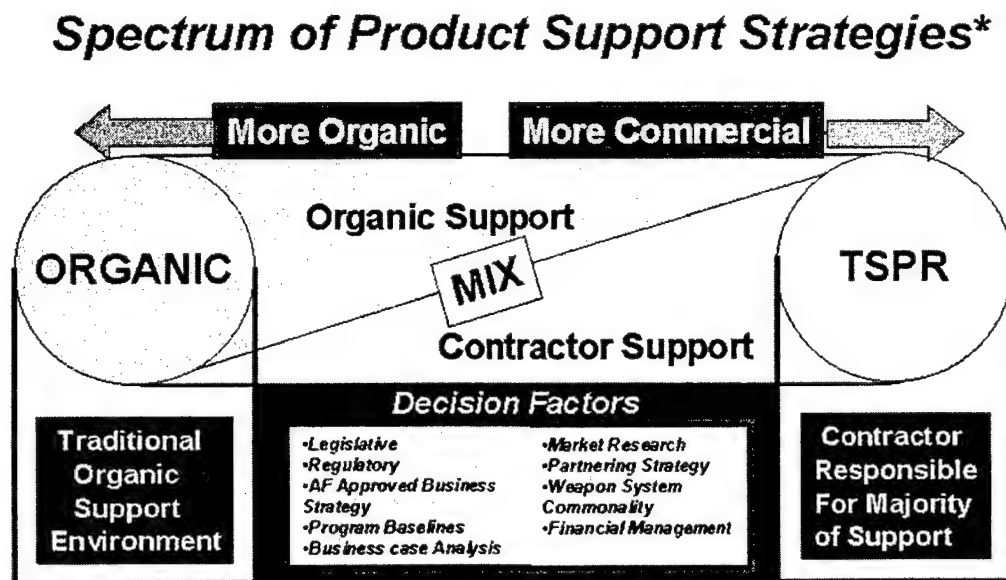 Spectrum of Product Support Strategies*
More Organic
More Commercial
Organic Support
ORGANIC
MIX
TSPR
Contractor Support
Decision Factors
•Legislative
•Regulatory
•AF Approved Business
Strategy
•Program Baselines
•Business case Analysis
•Market Research
•Partnering Strategy
•Weapon System
Commonality
•Financial Management
Traditional
Organic
Support
Environment
Contractor
Responsible
For Majority
of Support